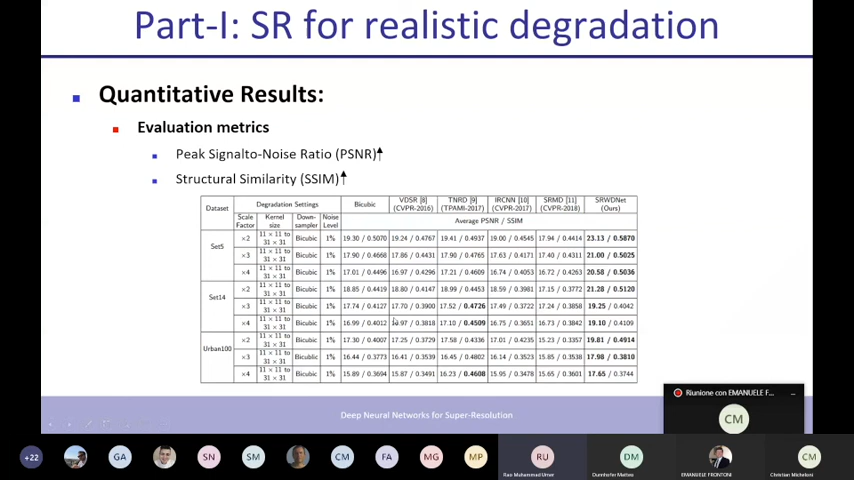 Part-I: SR for realistic degradation
Quantitative Results:
Evaluation metrics
Peak Signalto-Noise Ratio (PSNR)
Structural Similarity (SSIM)
Dataset Degradation Settings Bicubic VDSR [8] (CVPR-2016) TNRD [9] (TPAMI-2017) IRCNN [10] (CVPR-2017) SRMD [11] (CVPR-2018) SRWDNet (Ours)
Scale Factor Kernel size Down-sampler Noise Level Average PSNR / SSIM
Set5 ×2 11 × 11 to 31 × 31 Bicubic 1% 19.30 / 0.5070 19.24 / 0.4767 19.41 / 0.4937 19.00 / 0.4545 17.94 / 0.4414 23.13 / 0.5870
×3 11 × 11 to 31 × 31 Bicubic 1% 17.90 / 0.4668 17.86 / 0.4431 17.90 / 0.4765 17.63 / 0.4171 17.40 / 0.4311 21.00 / 0.5025
×4 11 × 11 to 31 × 31 Bicubic 1% 17.01 / 0.4496 16.97 / 0.4296 17.21 / 0.4609 16.74 / 0.4053 16.72 / 0.4263 20.58 / 0.5036
Set14 ×2 11 × 11 to 31 × 31 Bicubic 1% 18.85 / 0.4419 18.80 / 0.4147 18.99 / 0.4453 18.59 / 0.3981 17.15 / 0.3772 21.28 / 0.5120
×3 11 × 11 to 31 × 31 Bicubic 1% 17.74 / 0.4127 17.70 / 0.3900 17.52 / 0.4726 17.49 / 0.3722 17.24 / 0.3858 19.25 / 0.4042
×4 11 × 11 to 31 × 31 Bicubic 1% 16.99 / 0.4012 16.97 / 0.3818 17.10 / 0.4509 16.75 / 0.3651 16.73 / 0.3842 19.10 / 0.4109
Urban100 ×2 11 × 11 to 31 × 31 Bicubic 1% 17.30 / 0.4007 17.25 / 0.3729 17.58 / 0.4336 17.01 / 0.4235 15.23 / 0.3357 19.81 / 0.4914
×3 11 × 11 to 31 × 31 Bicublic 1% 16.44 / 0.3773 16.41 / 0.3539 16.45 / 0.4802 16.14 / 0.3523 15.85 / 0.3538 17.98 / 0.3810
×4 11 × 11 to 31 × 31 Bicubic 1% 15.89 / 0.3694 15.87 / 0.3491 16.23 / 0.4608 15.95 / 0.3478 15.65 / 0.3601 17.65 / 0.3744
Deep Neural Networks for Super-Resolution
Riunione con EMANUELE F...
CM
+22 GA SN SM CM FA MG MP RU DM CM
Rao Muhammad Umer Dunnhofer Matteo EMANUELE FRONTONI Christian Micheloni